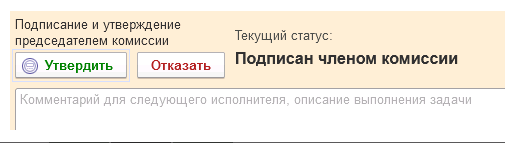 Подписание и утверждение
председателем комиссии
Текущий статус:
Утвердить
Отказать
Подписан членом комиссии
Комментарий для следующего исполнителя, описание выполнения задачи